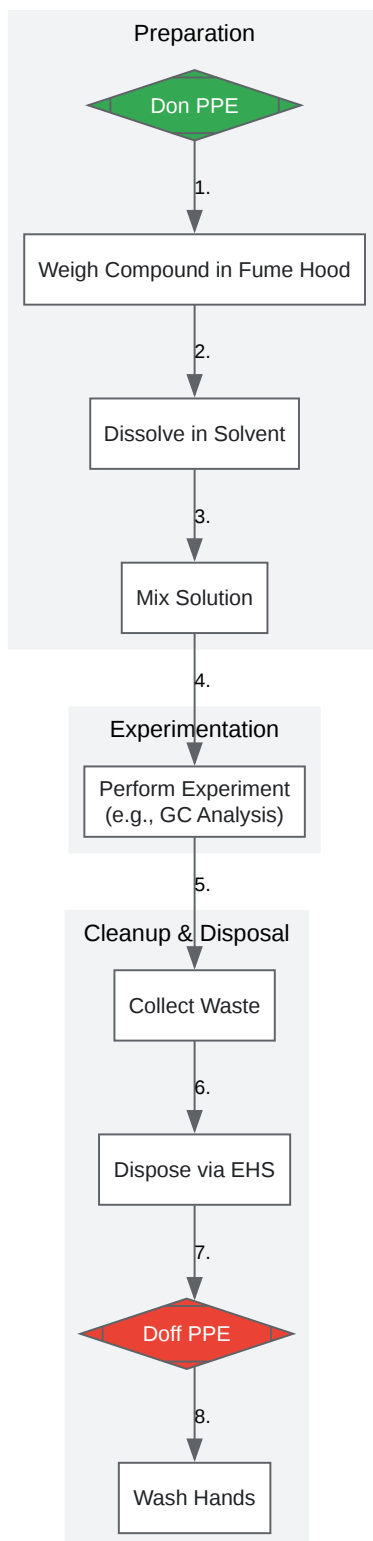 Preparation
Don PPE
1.
Weigh Compound in Fume Hood
2.
Dissolve in Solvent
3.
Mix Solution
4.
Experimentation
Perform Experiment
(e.g., GC Analysis)
5.
Cleanup & Disposal
Collect Waste
6.
Dispose via EHS
7.
Doff PPE
8.
Wash Hands